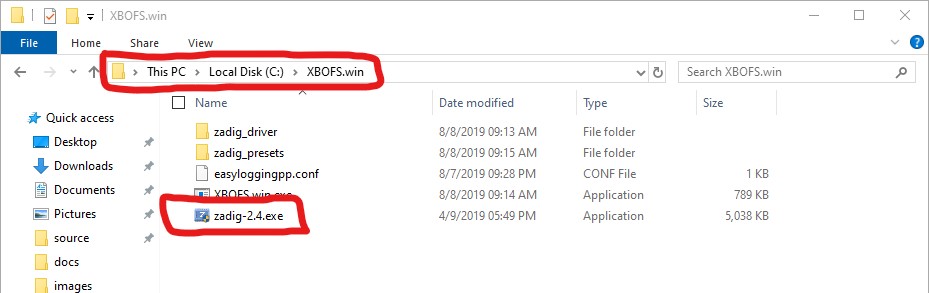 XBOFS.win
File Home Share View
This PC Local Disk (C:) XBOFS.win Search XBOFS.win
Name Date modified Type Size
Quick access
zadig_driver 8/8/2019 09:13 AM File folder
Desktop
zadig_presets 8/8/2019 09:15 AM File folder
Downloads
easyloggingpp.conf 8/7/2019 09:28 PM CONF File 1 KB
Documents
XBOFS.win.exe 8/8/2019 09:14 AM Application 789 KB
Pictures
zadig-2.4.exe 4/9/2019 05:49 PM Application 5,038 KB
source
docs
images